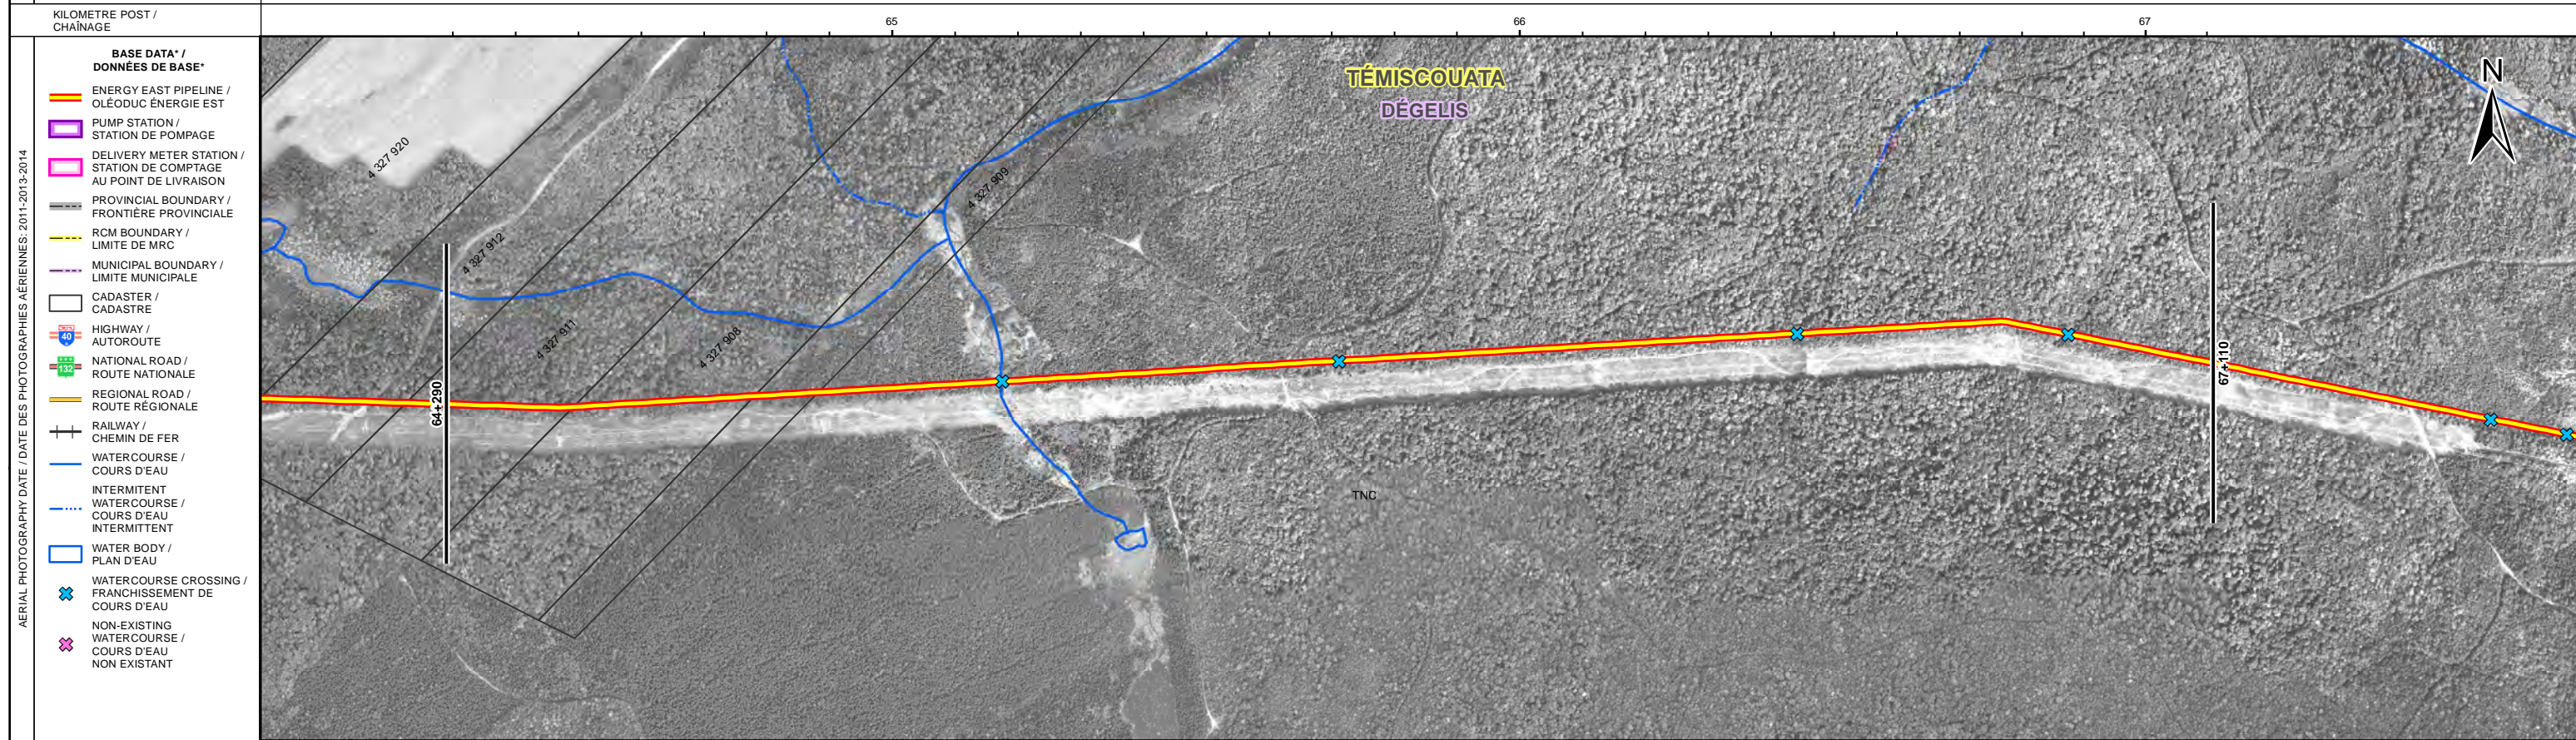 KILOMETRE POST /
CHAÎNAGE
65
66
67
AERIAL PHOTOGRAPHY DATE / DATE DES PHOTOGRAPHIES AÉRIENNES: 2011-2013-2014
BASE DATA* /
DONNÉES DE BASE*
ENERGY EAST PIPELINE /
OLÉODUC ÉNERGIE EST
PUMP STATION /
STATION DE POMPAGE
DELIVERY METER STATION /
STATION DE COMPTAGE
AU POINT DE LIVRAISON
PROVINCIAL BOUNDARY /
FRONTIÈRE PROVINCIALE
RCM BOUNDARY /
LIMITE DE MRC
MUNICIPAL BOUNDARY /
LIMITE MUNICIPALE
CADASTER /
CADASTRE
40
HIGHWAY /
AUTOROUTE
132
NATIONAL ROAD /
ROUTE NATIONALE
REGIONAL ROAD /
ROUTE RÉGIONALE
RAILWAY /
CHEMIN DE FER
WATERCOURSE /
COURS D'EAU
INTERMITENT
WATERCOURSE /
COURS D'EAU
INTERMITTENT
WATER BODY /
PLAN D'EAU
WATERCOURSE CROSSING /
FRANCHISSEMENT DE
COURS D'EAU
NON-EXISTING
WATERCOURSE /
COURS D'EAU
NON EXISTANT
TÉMISCOUATA
DÉGELIS
N
4 327 920
4 327 909
4 327 912
4 327 911
4 327 908
64+290
67+110
TNC